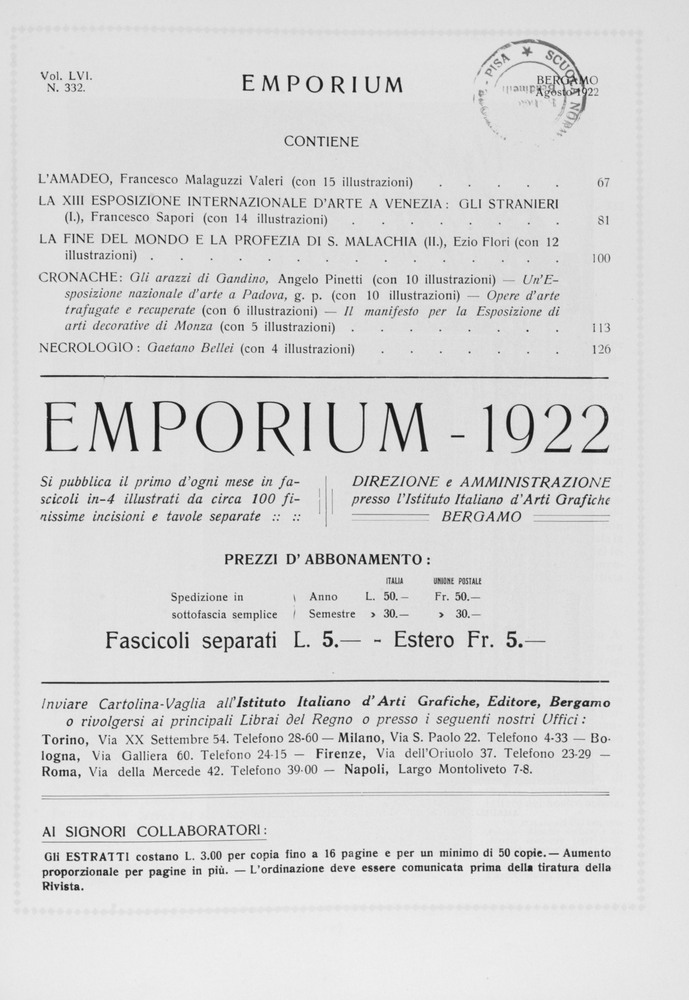 Vol. LVI.
N. 332.
EMPORIUM
BERGAMO
Agosto 1922
PISA
SCUOLA NORM
CONTIENE
L'AMADEO, Francesco Malaguzzi Valeri (con 15 illustrazioni) . . . . . 67
LA XIII ESPOSIZIONE INTERNAZIONALE D'ARTE A VENEZIA: GLI STRANIERI
(I.), Francesco Sapori (con 14 illustrazioni) . . . . . . . 81
LA FINE DEL MONDO E LA PROFEZIA DI S. MALACHIA (II.), Ezio Flori (con 12
illustrazioni) . . . . . . . . . . . . . 100
CRONACHE: Gli arazzi di Gandino, Angelo Pinetti (con 10 illustrazioni) — Un'E-
sposizione nazionale d'arte a Padova, g. p. (con 10 illustrazioni) — Opere d'arte
trafugate e recuperate (con 6 illustrazioni) — Il manifesto per la Esposizione di
arti decorative di Monza (con 5 illustrazioni) . . . . . . . 113
NECROLOGIO: Gaetano Bellei (con 4 illustrazioni) . . . . . . . 126
EMPORIUM - 1922
Si pubblica il primo d'ogni mese in fa-
scicoli in-4 illustrati da circa 100 fi-
nissime incisioni e tavole separate :: ::
DIREZIONE e AMMINISTRAZIONE
presso l'Istituto Italiano d'Arti Grafiche
BERGAMO
PREZZI D'ABBONAMENTO:
ITALIA UNIONE POSTALE
Spedizione in Anno L. 50.— Fr. 50.—
sottofascia semplice Semestre » 30.— » 30.—
Fascicoli separati L. 5.— - Estero Fr. 5.—
Inviare Cartolina-Vaglia all'Istituto Italiano d'Arti Grafiche, Editore, Bergamo
o rivolgersi ai principali Librai del Regno o presso i seguenti nostri Uffici:
Torino, Via XX Settembre 54. Telefono 28-60 — Milano, Via S. Paolo 22. Telefono 4-33 — Bo-
logna, Via Galliera 60. Telefono 24-15 — Firenze, Via dell'Oriuolo 37. Telefono 23-29 —
Roma, Via della Mercede 42. Telefono 39-00 — Napoli, Largo Montoliveto 7-8.
AI SIGNORI COLLABORATORI:
Gli ESTRATTI costano L. 3.00 per copia fino a 16 pagine e per un minimo di 50 copie. — Aumento
proporzionale per pagine in più. — L'ordinazione deve essere comunicata prima della tiratura della
Rivista.